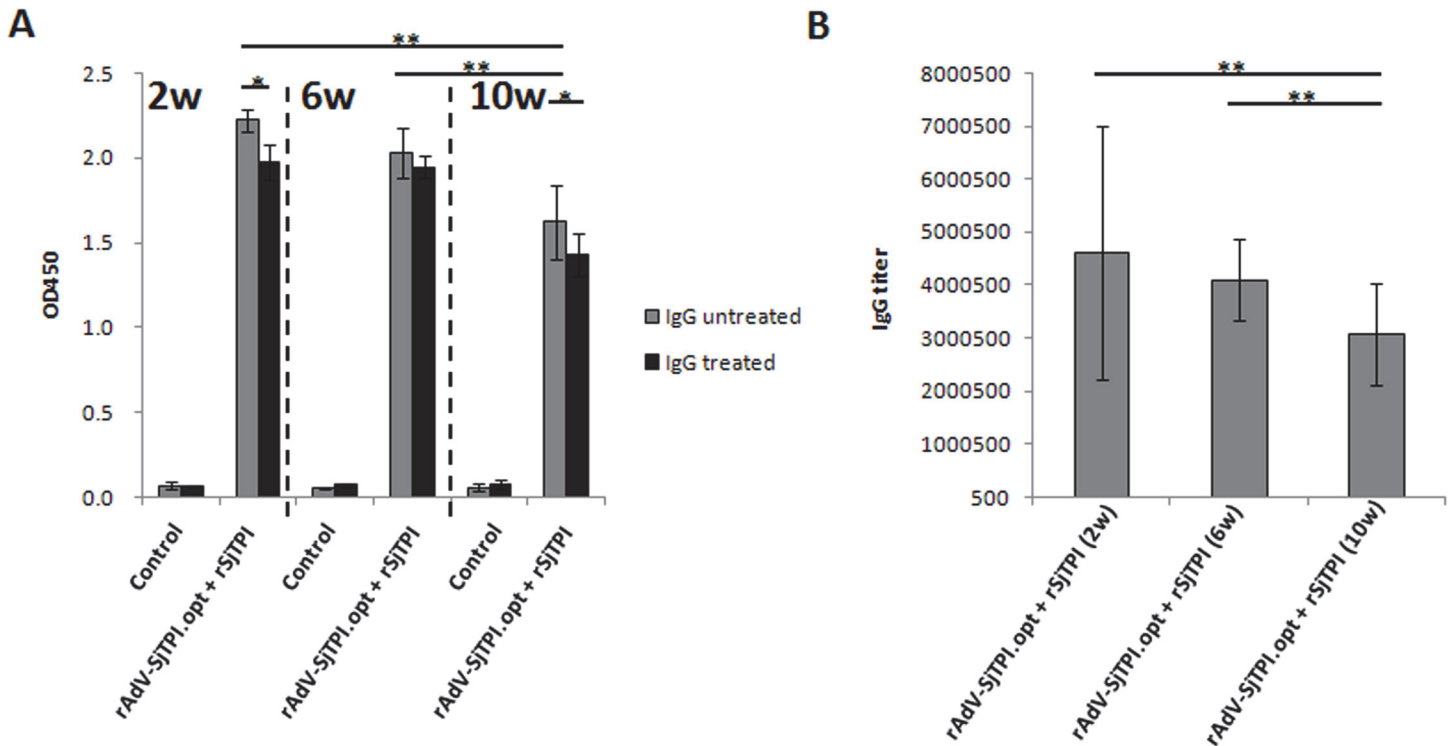 A
**
**
2w
*
6w
10w
*
2.5
2.0
1.5
1.0
0.5
0.0
OD450
IgG untreated
IgG treated
Control
rAdV-SjTPI.opt + rSjTPI
Control
rAdV-SjTPI.opt + rSjTPI
Control
rAdV-SjTPI.opt + rSjTPI
B
**
**
8000500
7000500
6000500
5000500
4000500
3000500
2000500
1000500
500
IgG titer
rAdV-SjTPI.opt + rSjTPI (2w)
rAdV-SjTPI.opt + rSjTPI (6w)
rAdV-SjTPI.opt + rSjTPI (10w)